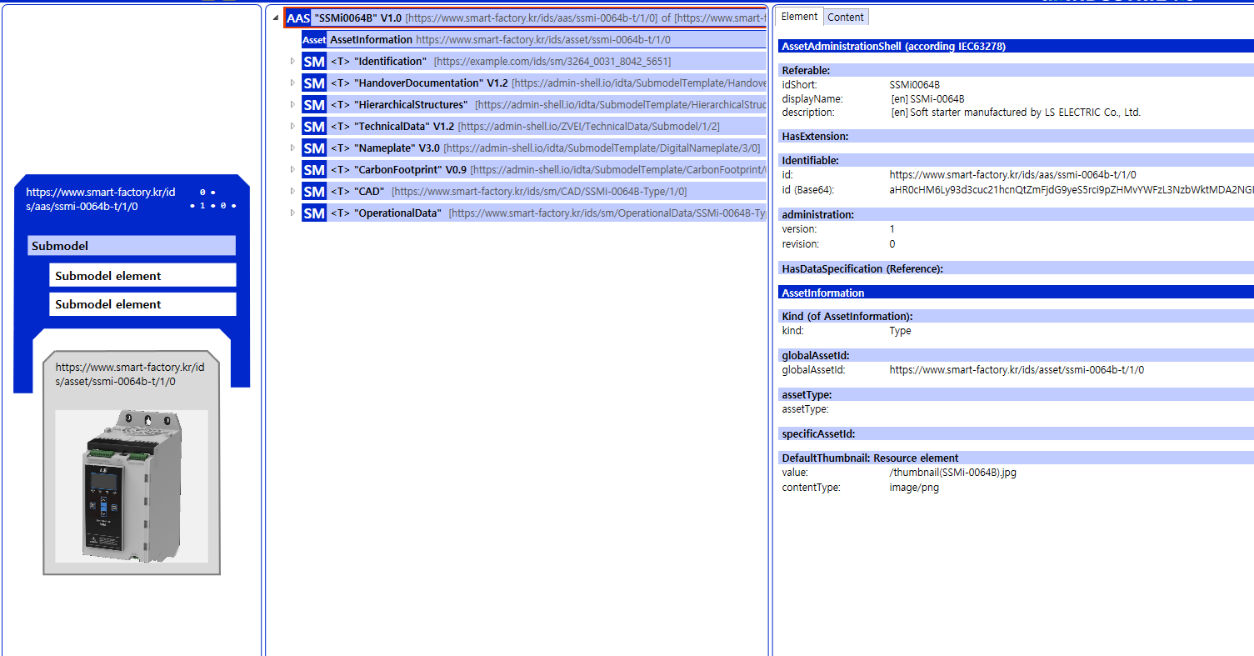 https://www.smart-factory.kr/id
s/aas/ssmi-0064b-t/1/0
Submodel
Submodel element
Submodel element
https://www.smart-factory.kr/id
s/asset/ssmi-0064b-t/1/0
AAS "SSMi0064B" V1.0 [https://www.smart-factory.kr/ids/aas/ssmi-0064b-t/1/0] of [https://www.smart-f
Asset AssetInformation https://www.smart-factory.kr/ids/asset/ssmi-0064b-t/1/0
SM <T> "Identification" [https://example.com/ids/sm/3264_0031_8042_5651]
SM <T> "HandoverDocumentation" V1.2 [https://admin-shell.io/idta/SubmodelTemplate/Handove
SM <T> "HierarchicalStructures" [https://admin-shell.io/idta/SubmodelTemplate/HierarchicalStruc
SM <T> "TechnicalData" V1.2 [https://admin-shell.io/ZVEI/TechnicalData/Submodel/1/2]
SM <T> "Nameplate" V3.0 [https://admin-shell.io/idta/SubmodelTemplate/DigitalNameplate/3/0]
SM <T> "CarbonFootprint" V0.9 [https://admin-shell.io/idta/SubmodelTemplate/CarbonFootprint/
SM <T> "CAD" [https://www.smart-factory.kr/ids/sm/CAD/SSMi-0064B-Type/1/0]
SM <T> "OperationalData" [https://www.smart-factory.kr/ids/sm/OperationalData/SSMi-0064B-Ty
Element Content
AssetAdministrationShell (according IEC63278)
Referable:
idShort: SSMi0064B
displayName: [en] SSMi-0064B
description: [en] Soft starter manufactured by LS ELECTRIC Co., Ltd.
HasExtension:
Identifiable:
id: https://www.smart-factory.kr/ids/aas/ssmi-0064b-t/1/0
id (Base64): aHR0cHM6Ly93d3cuc21hcnQtZmFjdG9yeS5rci9pZHMvYWFzL3NzbWktMDA2NGI
administration:
version: 1
revision: 0
HasDataSpecification (Reference):
AssetInformation
Kind (of AssetInformation):
kind: Type
globalAssetId:
globalAssetId: https://www.smart-factory.kr/ids/asset/ssmi-0064b-t/1/0
assetType:
assetType:
specificAssetId:
DefaultThumbnail: Resource element
value: /thumbnail(SSMi-0064B).jpg
contentType: image/png